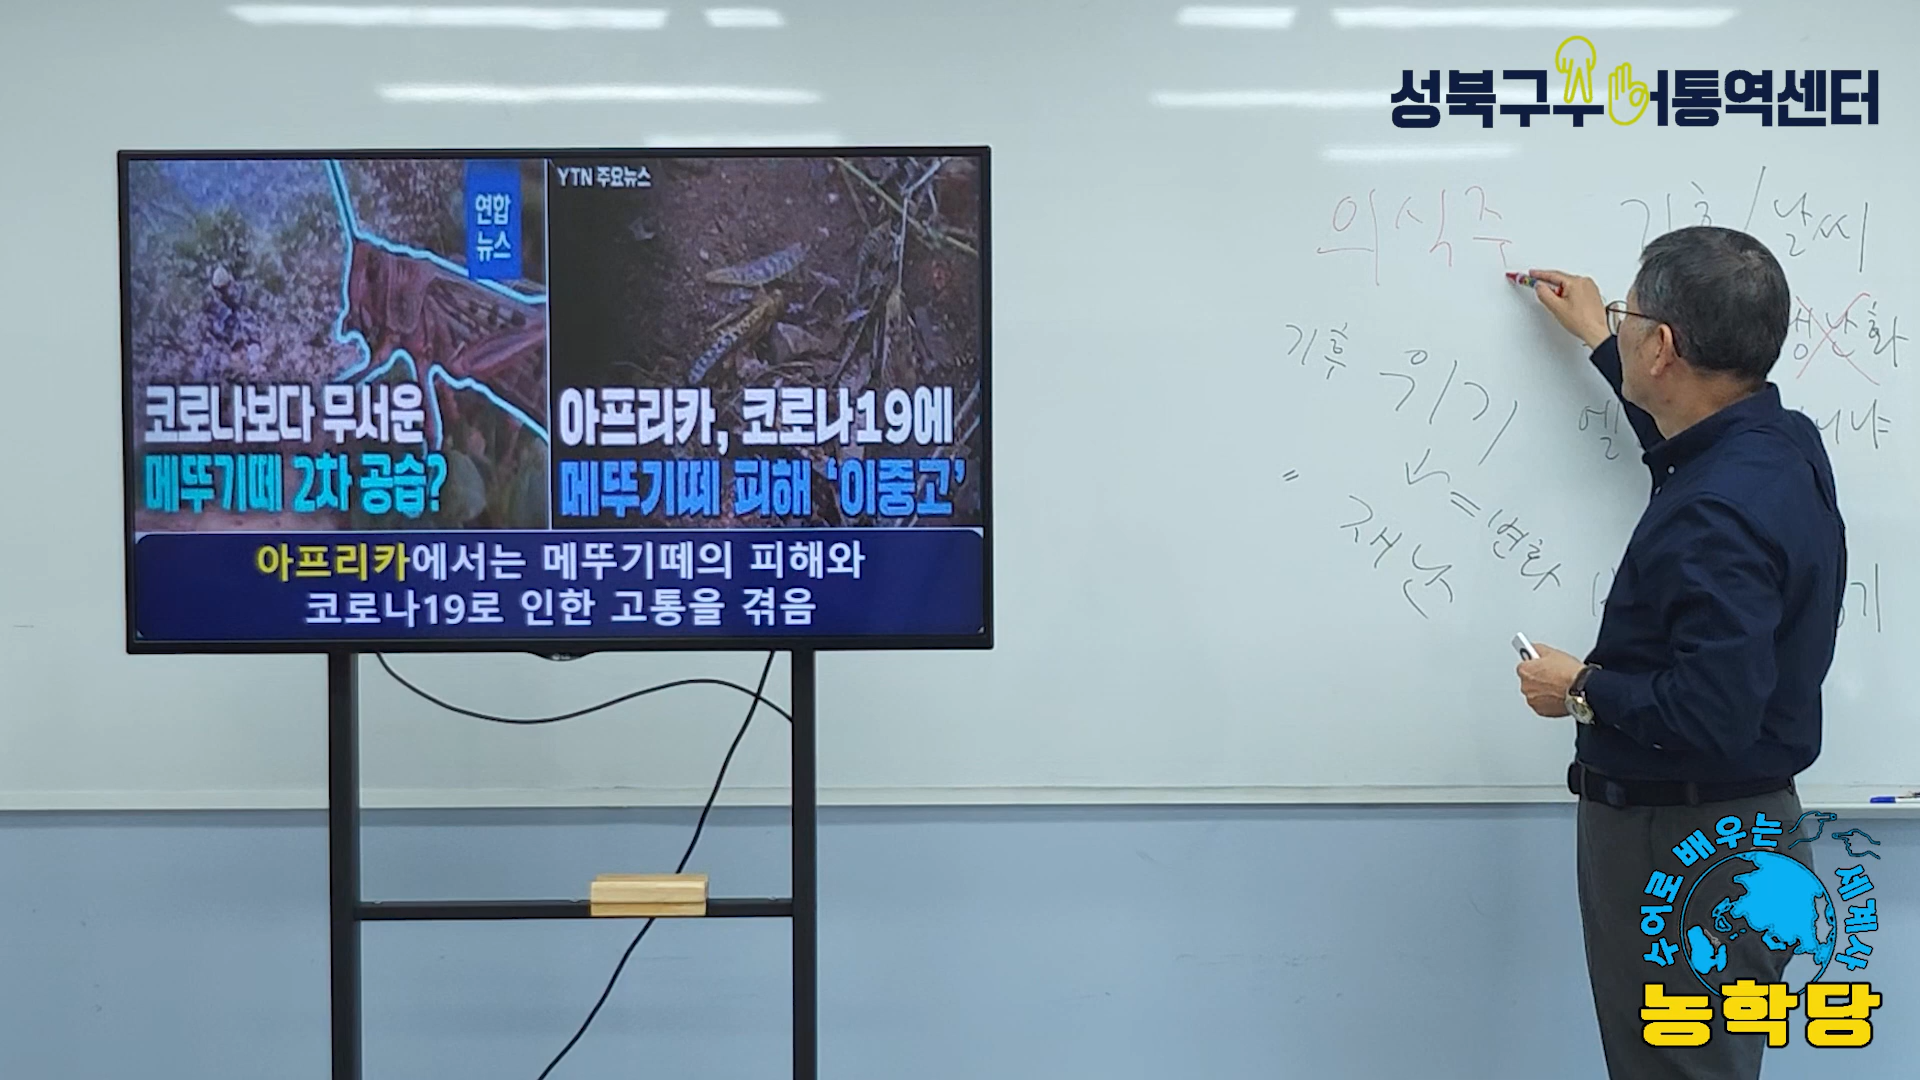 성북구수어통역센터
연합
뉴스
코로나보다 무서운
메뚜기떼 2차 공습?
YTN 주요뉴스
아프리카, 코로나19에
메뚜기떼 피해 ‘이중고’
아프리카에서는 메뚜기떼의 피해와
코로나19로 인한 고통을 겪음
의식주
기후/날씨
기후 위기
" 재난
=변화
수어로 배우는 세계사
농학당